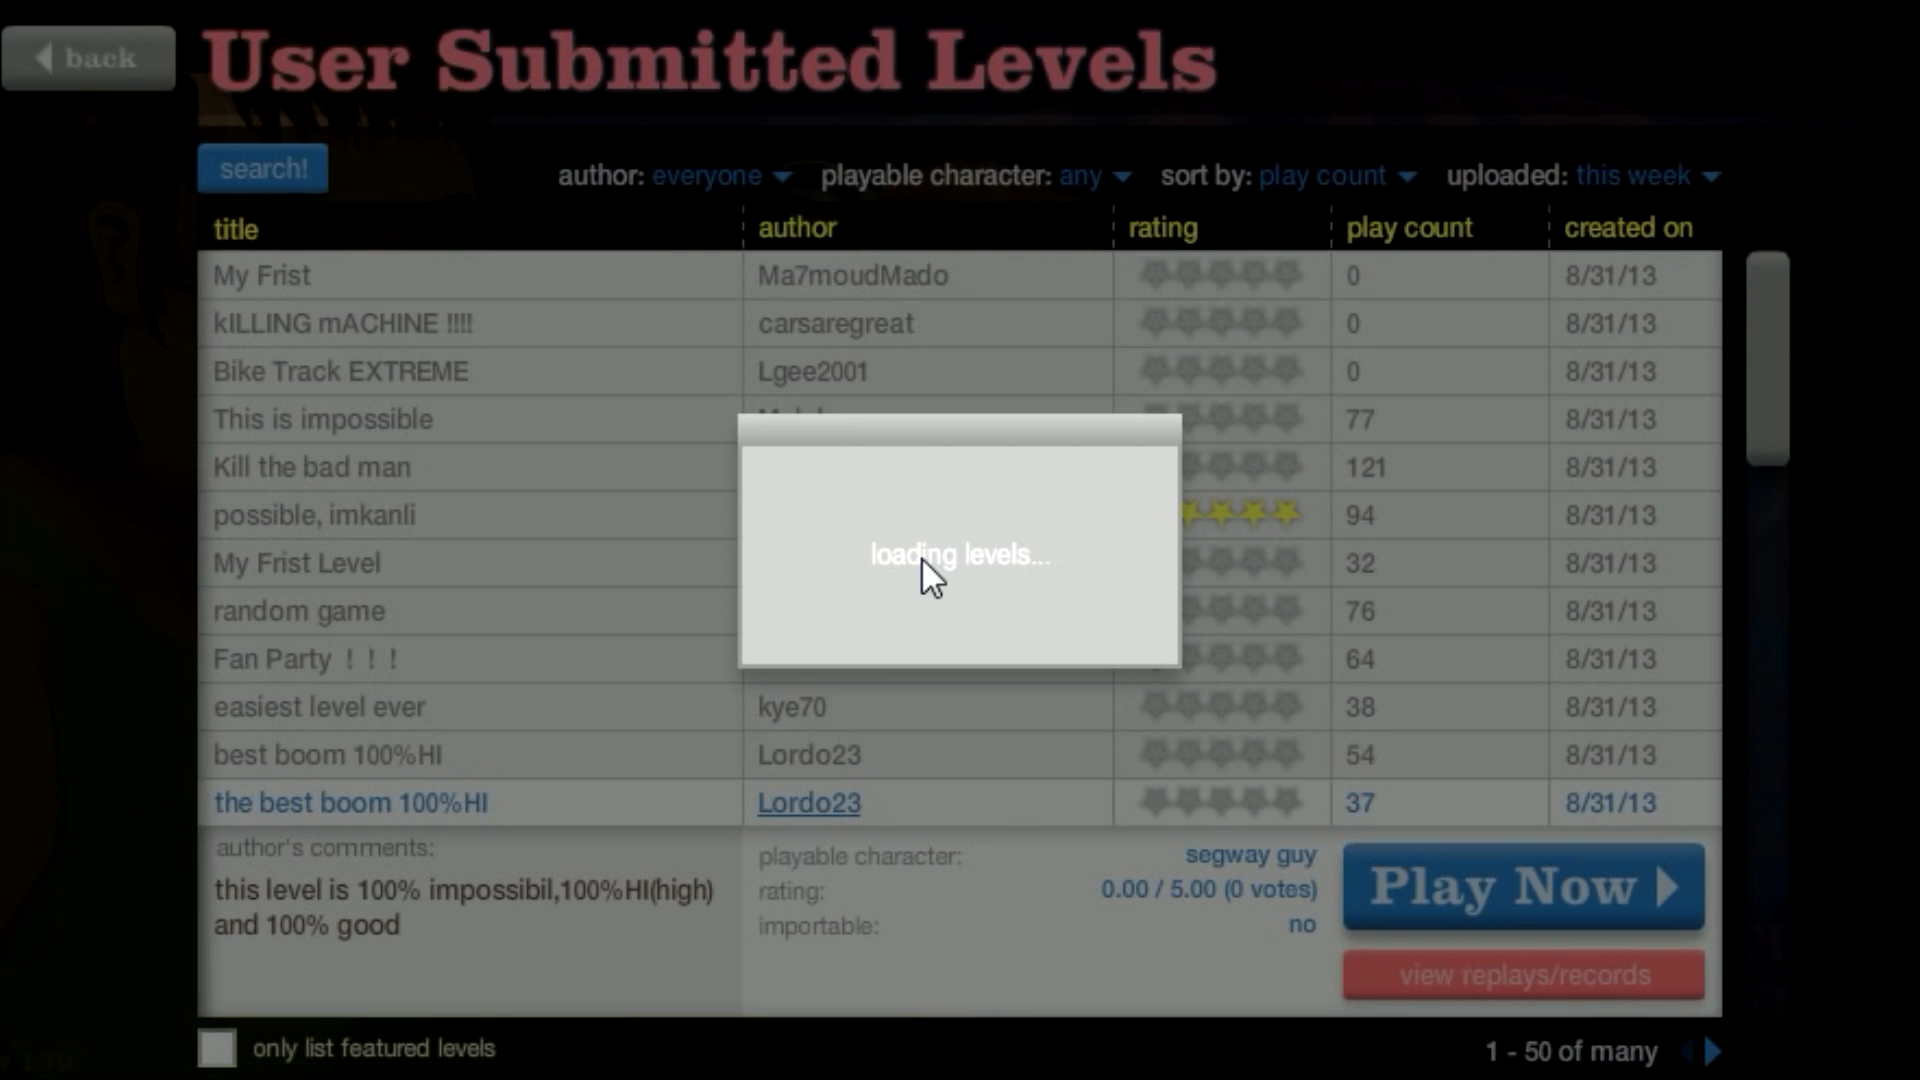 back
User Submitted Levels
search!
author: everyone playable character: any sort by: play count uploaded: this week
title author rating play count created on
My Frist Ma7moudMado 0 8/31/13
kILLING mACHINE !!!! carsaregreat 0 8/31/13
Bike Track EXTREME Lgee2001 0 8/31/13
This is impossible 77 8/31/13
Kill the bad man 121 8/31/13
possible, imkanli 94 8/31/13
My Frist Level 32 8/31/13
loading levels...
random game 76 8/31/13
Fan Party ! ! ! 64 8/31/13
easiest level ever kye70 38 8/31/13
best boom 100%HI Lordo23 54 8/31/13
the best boom 100%HI Lordo23 37 8/31/13
author's comments:
this level is 100% impossibil,100%HI(high)
and 100% good
playable character: segway guy
rating: 0.00 / 5.00 (0 votes)
importable: no
Play Now
view replays/records
only list featured levels
1 - 50 of many